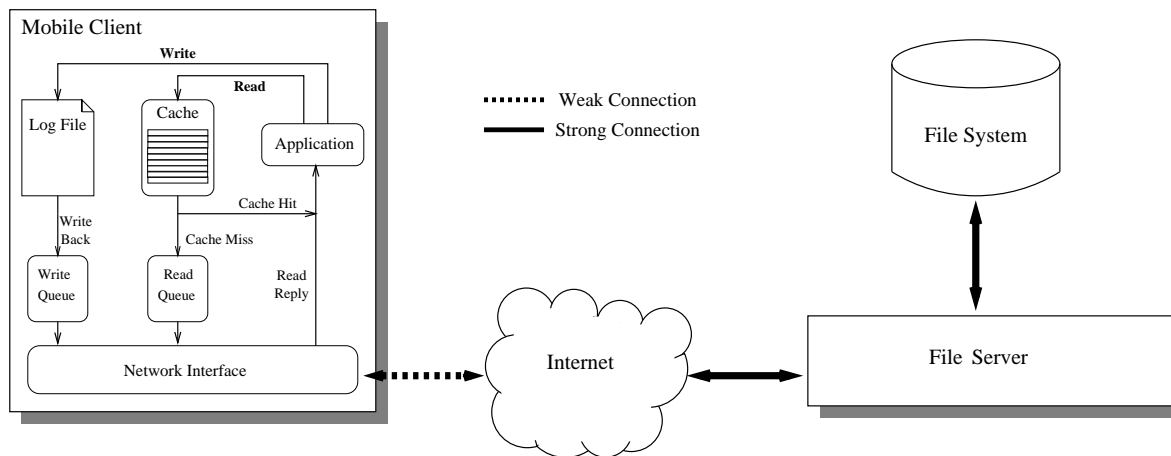 Mobile Client
Write
Read
Log File
Cache
Application
Cache Hit
Write
Back
Cache Miss
Write
Queue
Read
Queue
Read
Reply
Network Interface
Weak Connection
Strong Connection
Internet
File System
File Server